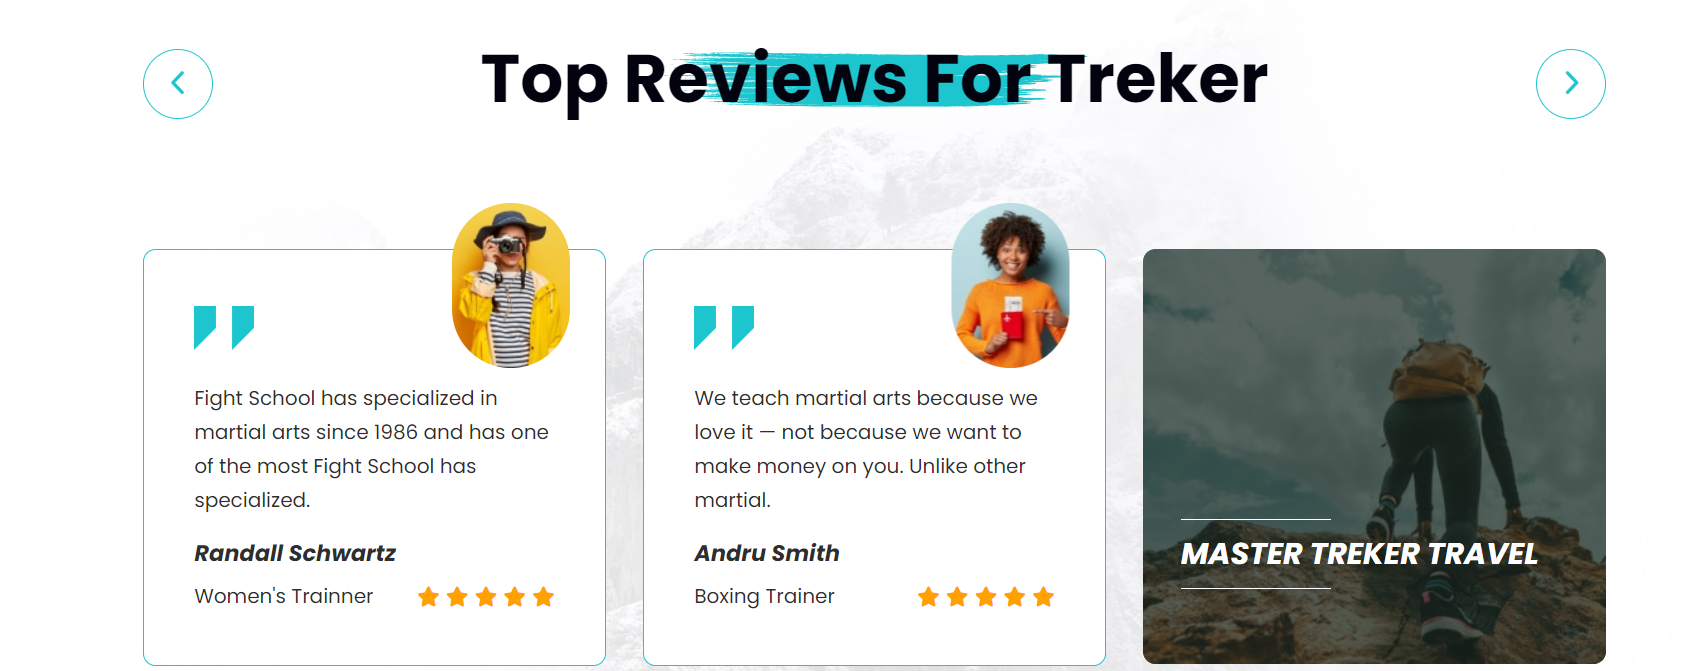 Top Reviews For Treker
Fight School has specialized in
martial arts since 1986 and has one
of the most Fight School has
specialized.
Randall Schwartz
Women's Trainner
We teach martial arts because we
love it — not because we want to
make money on you. Unlike other
martial.
Andru Smith
Boxing Trainer
MASTER TREKER TRAVEL